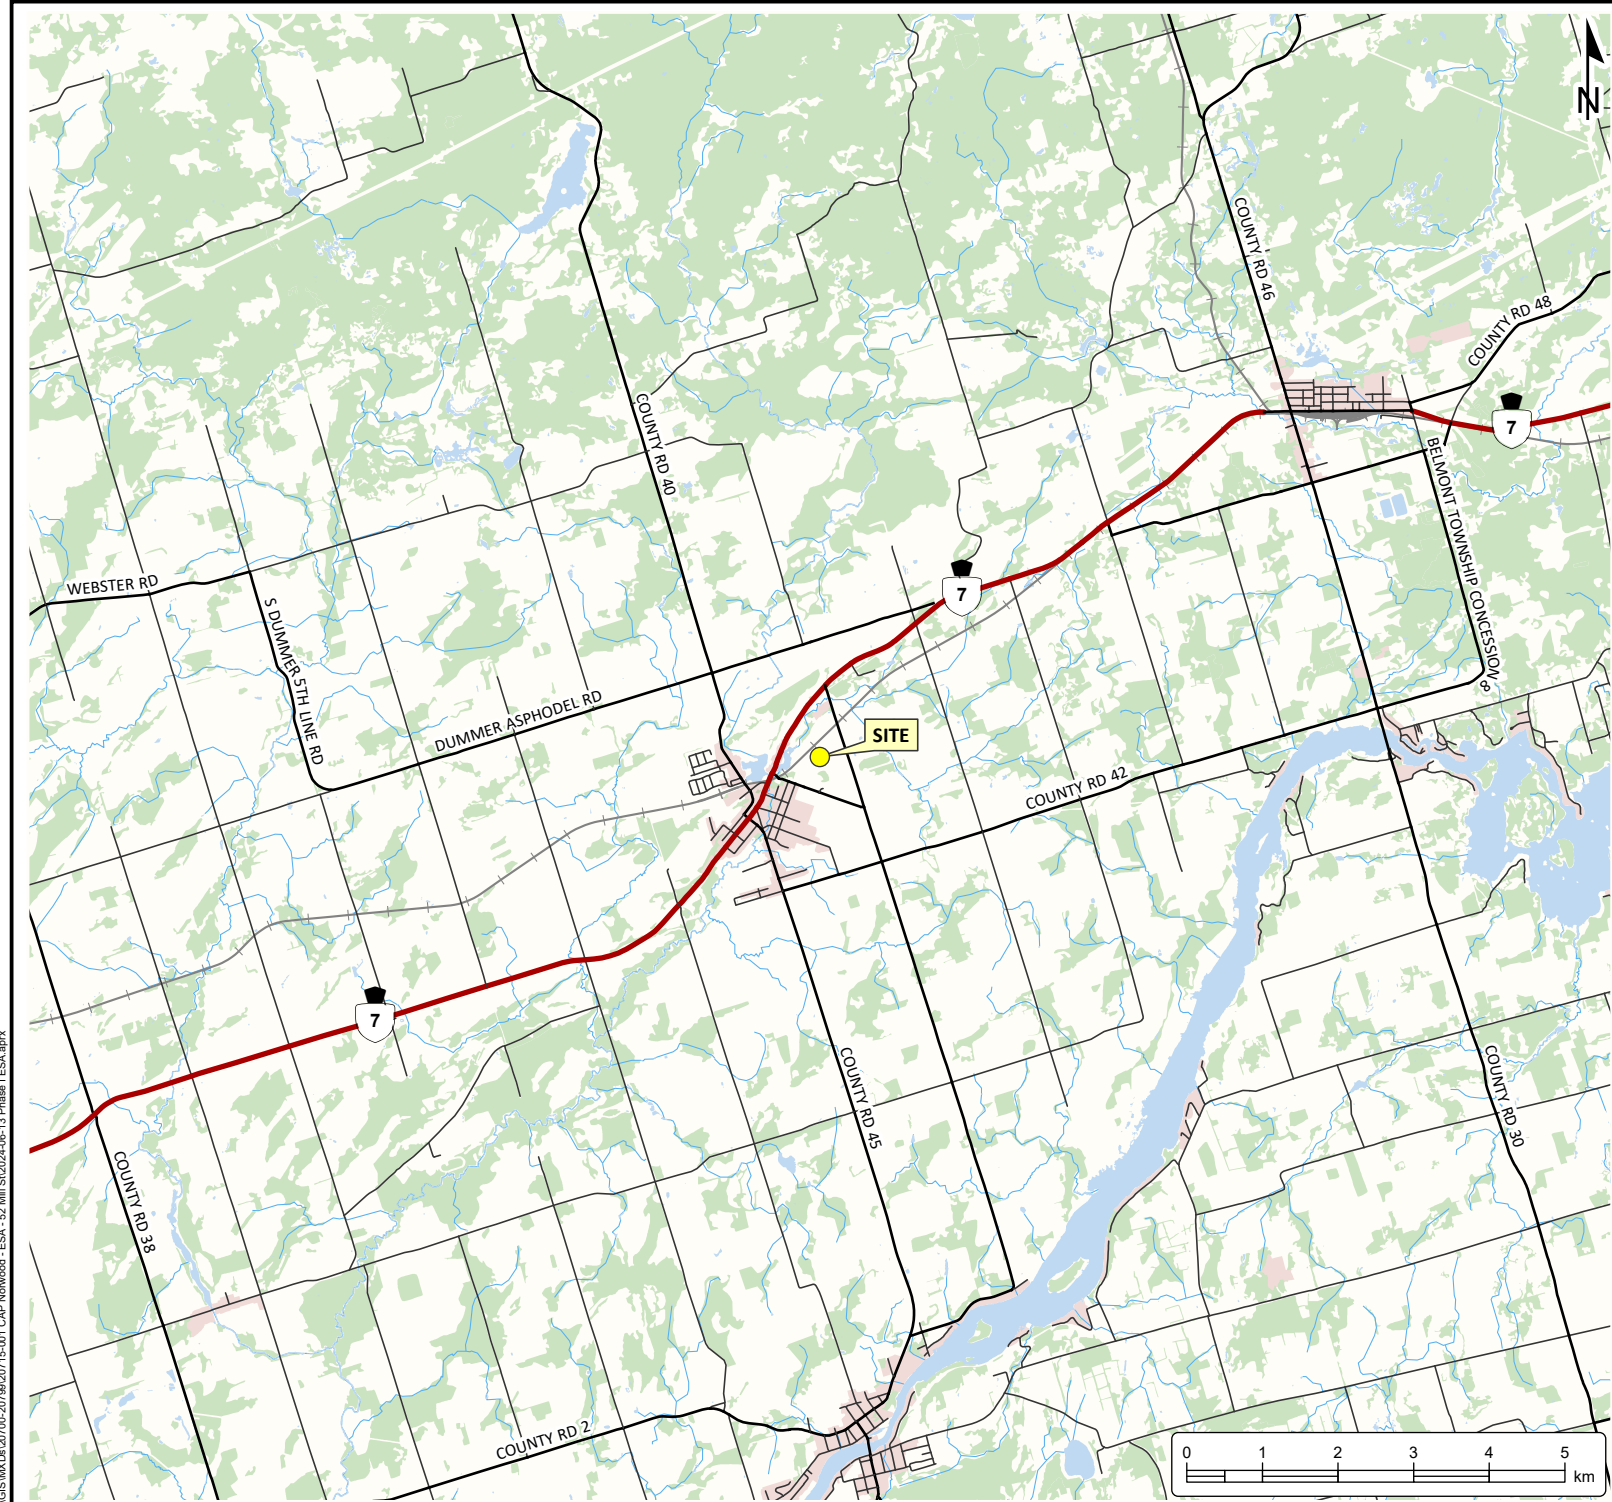 N
COUNTY RD 46
COUNTY RD 48
7
COUNTY RD 40
BELMONT TOWNSHIP CONCESSION 8
7
WEBSTER RD
S DUMMER 5TH LINE RD
DUMMER ASPHODEL RD
SITE
COUNTY RD 42
7
COUNTY RD 45
COUNTY RD 30
COUNTY RD 38
COUNTY RD 2
0 1 2 3 4 5
km